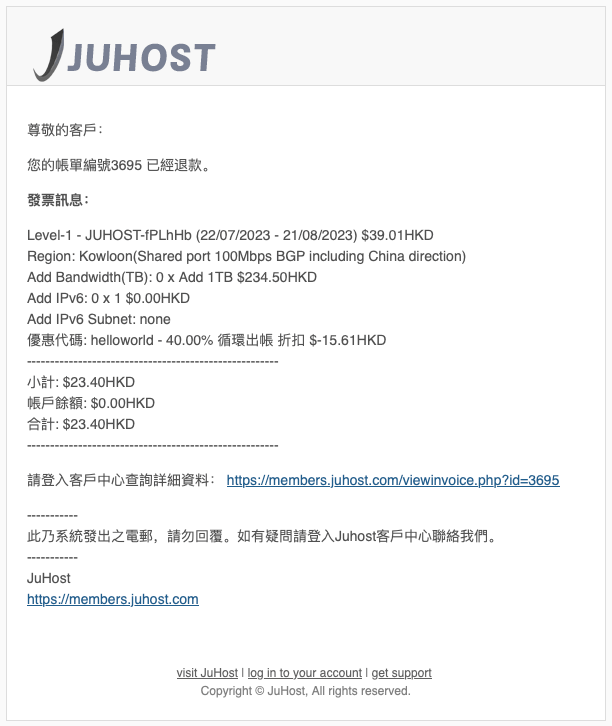 JUHOST
尊敬的客戶：
您的帳單編號3695 已經退款。
發票訊息：
Level-1 - JUHOST-fPLhHb (22/07/2023 - 21/08/2023) $39.01HKD
Region: Kowloon(Shared port 100Mbps BGP including China direction)
Add Bandwidth(TB): 0 x Add 1TB $234.50HKD
Add IPv6: 0 x 1 $0.00HKD
Add IPv6 Subnet: none
優惠代碼: helloworld - 40.00% 循環出帳 折扣 $-15.61HKD
------------------------------------------------------
小計: $23.40HKD
帳戶餘額: $0.00HKD
合計: $23.40HKD
------------------------------------------------------
請登入客戶中心查詢詳細資料： https://members.juhost.com/viewinvoice.php?id=3695
-----------
此乃系統發出之電郵，請勿回覆。如有疑問請登入Juhost客戶中心聯絡我們。
-----------
JuHost
https://members.juhost.com
visit JuHost | log in to your account | get support
Copyright © JuHost, All rights reserved.